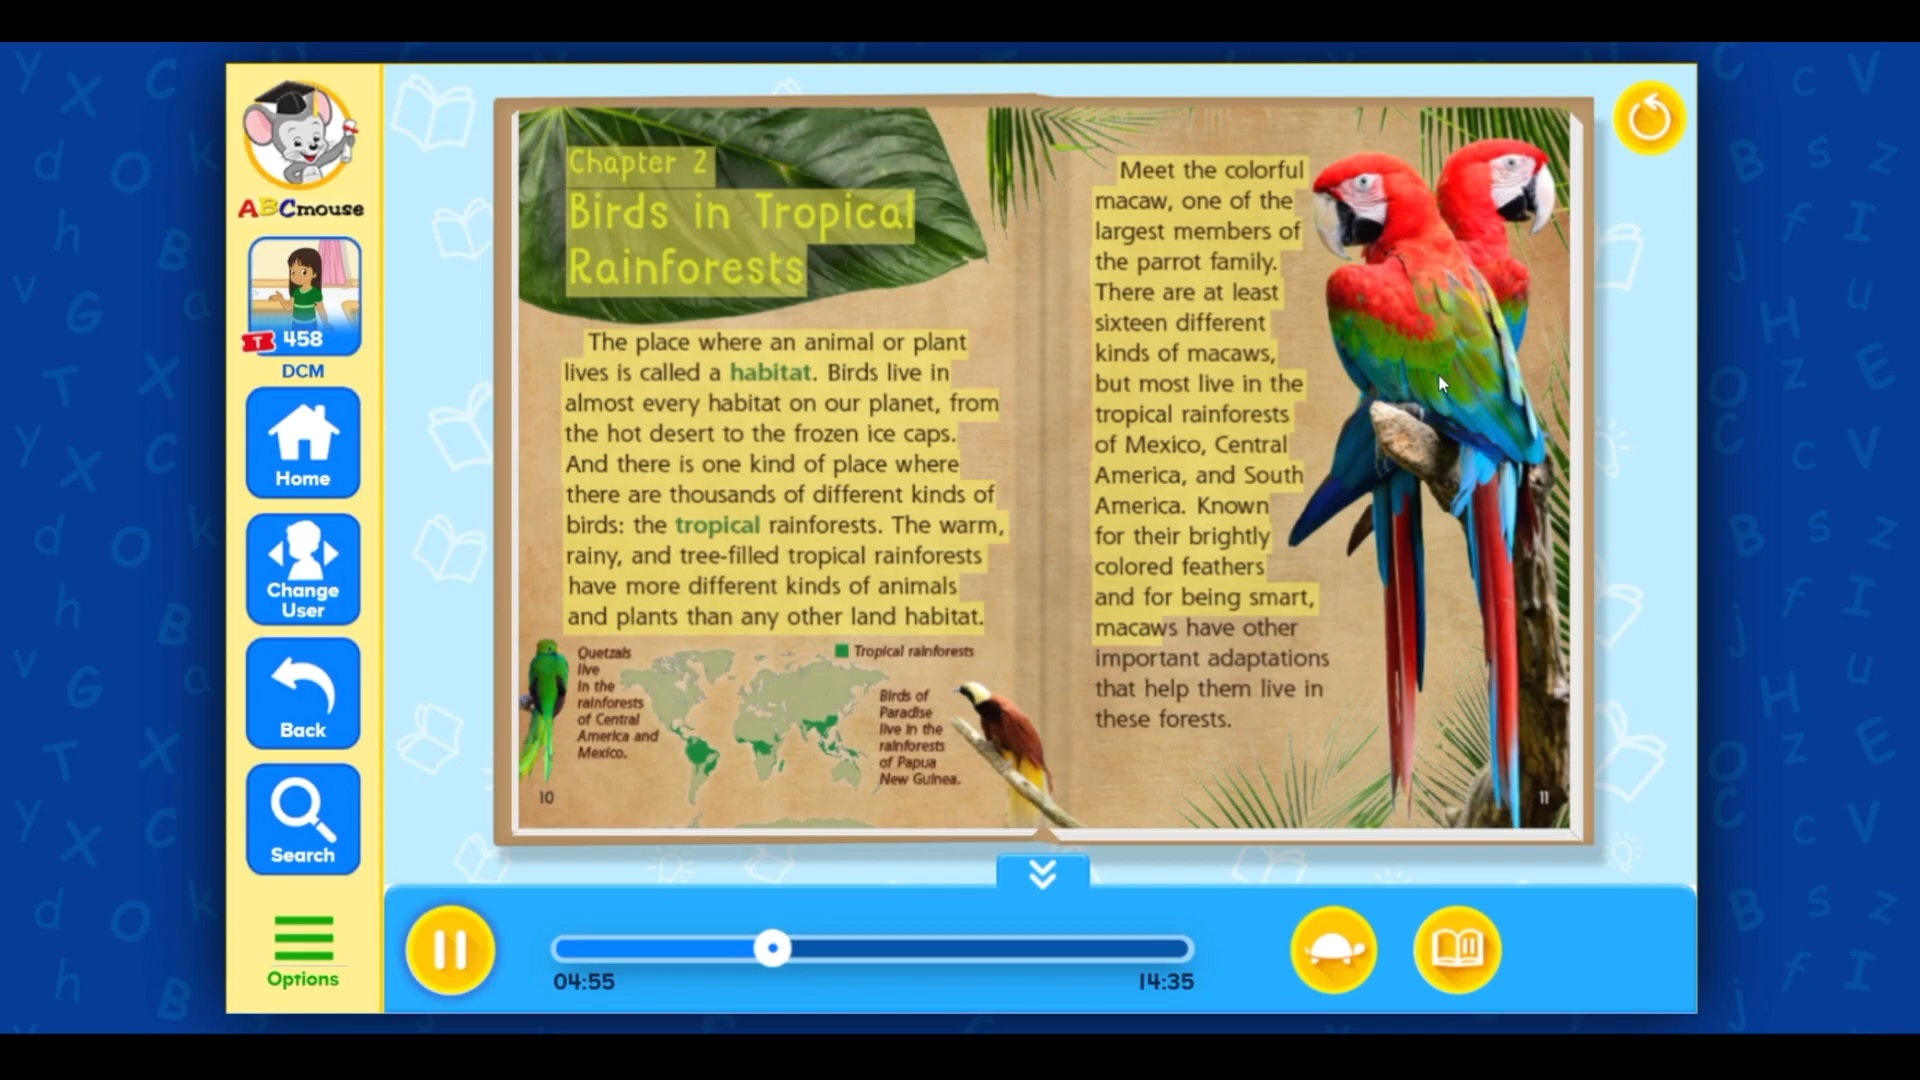 ABCmouse
T 458
DCM
Home
Change
User
Back
Search
Options
Chapter 2
Birds in Tropical
Rainforests
The place where an animal or plant
lives is called a habitat. Birds live in
almost every habitat on our planet, from
the hot desert to the frozen ice caps.
And there is one kind of place where
there are thousands of different kinds of
birds: the tropical rainforests. The warm,
rainy, and tree-filled tropical rainforests
have more different kinds of animals
and plants than any other land habitat.
Quetzals
live
in the
rainforests
of Central
America and
Mexico.
Tropical rainforests
Birds of
Paradise
live in the
rainforests
of Papua
New Guinea.
10
Meet the colorful
macaw, one of the
largest members of
the parrot family.
There are at least
sixteen different
kinds of macaws,
but most live in the
tropical rainforests
of Mexico, Central
America, and South
America. Known
for their brightly
colored feathers
and for being smart,
macaws have other
important adaptations
that help them live in
these forests.
11
04:55
14:35